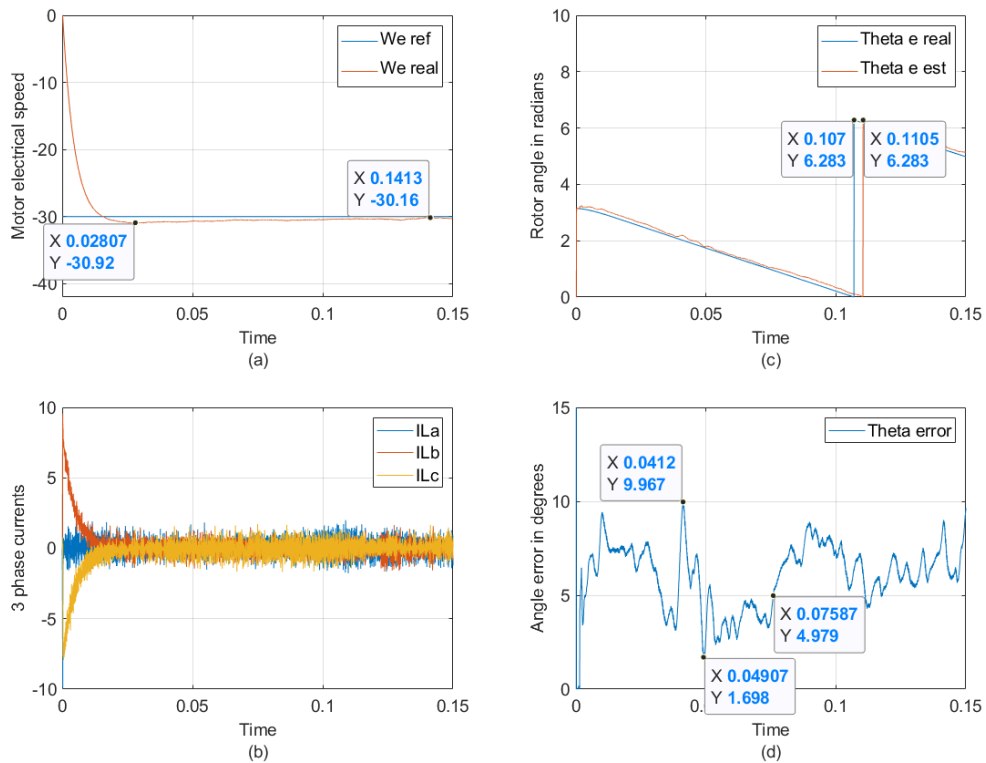 Motor electrical speed
0
-10
-20
-30
-40
We ref
We real
X 0.1413
Y -30.16
X 0.02807
Y -30.92
0
0.05
0.1
0.15
Time
(a)
Rotor angle in radians
10
8
6
4
2
0
Theta e real
Theta e est
X 0.107
Y 6.283
X 0.1105
Y 6.283
0
0.05
0.1
0.15
Time
(c)
3 phase currents
10
5
0
-5
-10
ILa
ILb
ILc
0
0.05
0.1
0.15
Time
(b)
Angle error in degrees
15
10
5
0
Theta error
X 0.0412
Y 9.967
X 0.07587
Y 4.979
X 0.04907
Y 1.698
0
0.1
0.15
Time
(d)